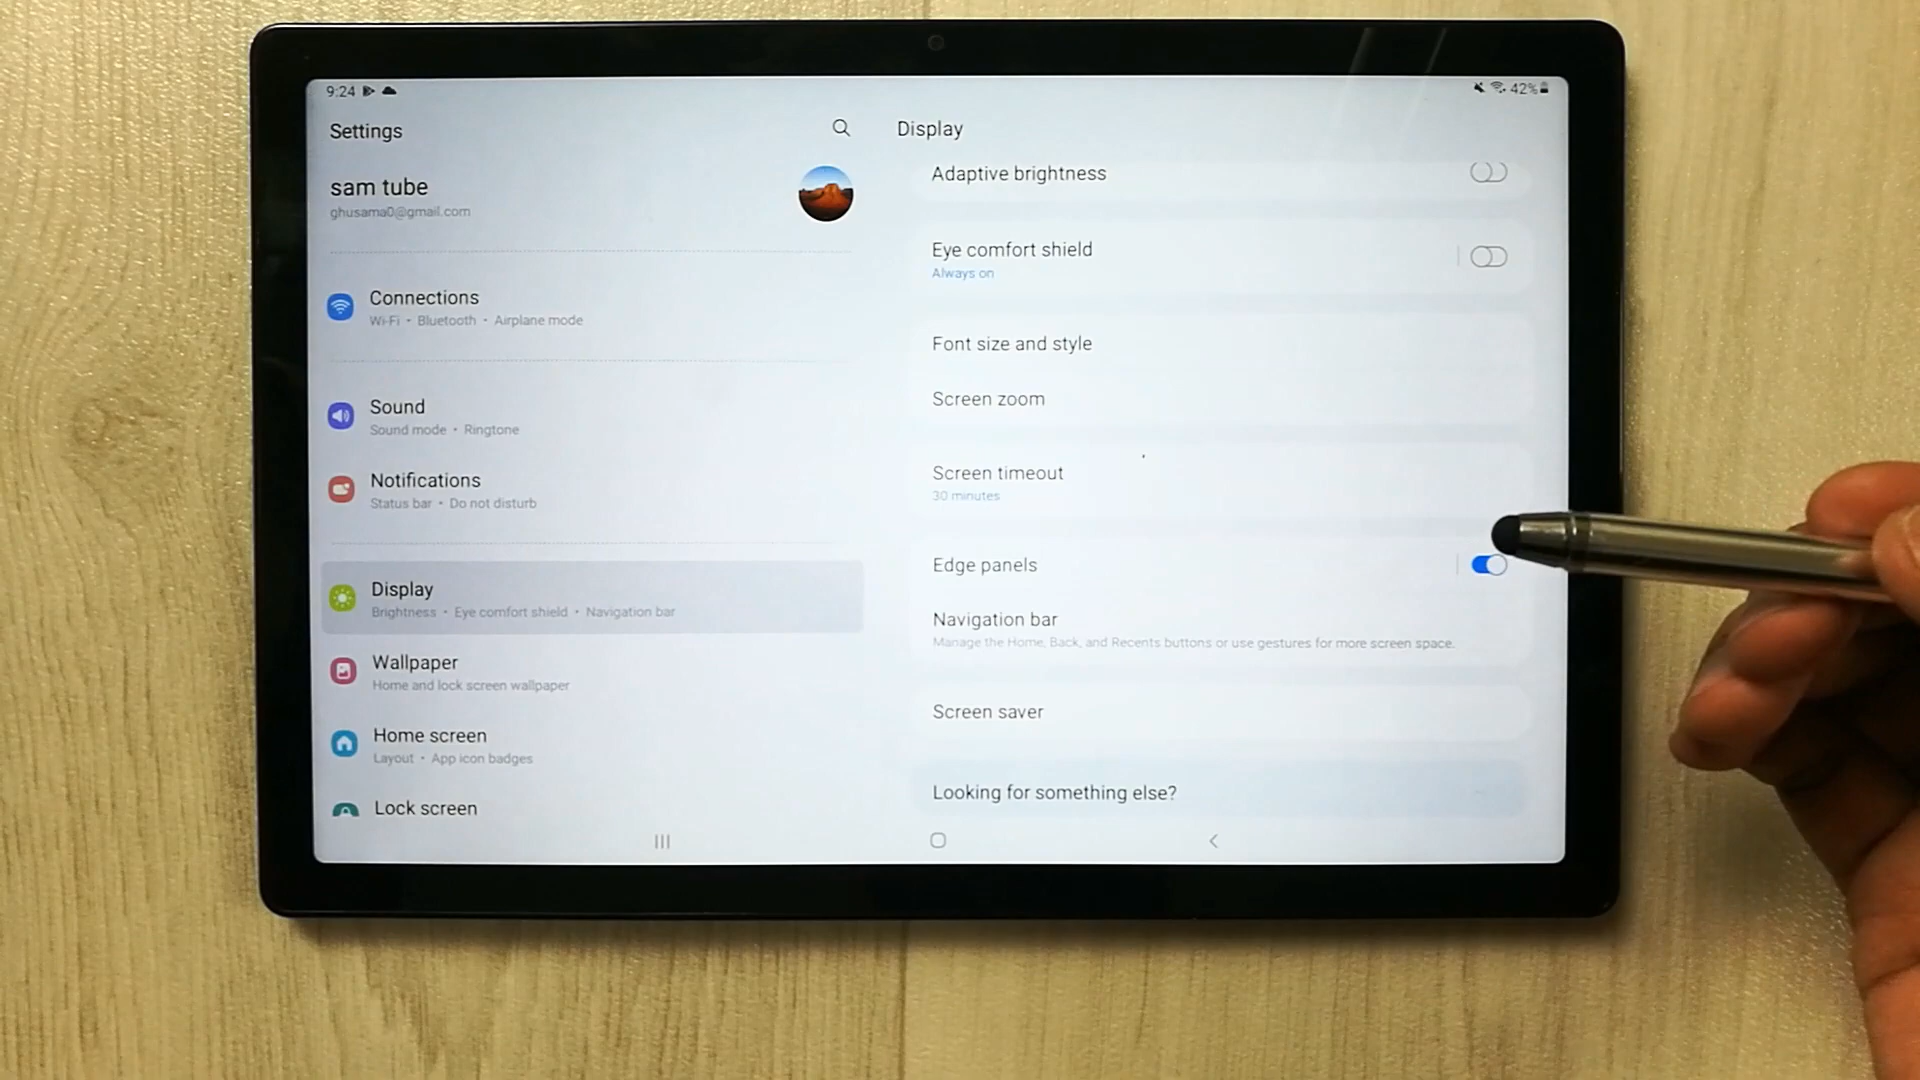 9:24
42%
Settings
sam tube
ghusama0@gmail.com
Connections
Wi-Fi • Bluetooth • Airplane mode
Sound
Sound mode • Ringtone
Notifications
Status bar • Do not disturb
Display
Brightness • Eye comfort shield • Navigation bar
Wallpaper
Home and lock screen wallpaper
Home screen
Layout • App icon badges
Lock screen
Display
Adaptive brightness
Eye comfort shield
Always on
Font size and style
Screen zoom
Screen timeout
30 minutes
Edge panels
Navigation bar
Manage the Home, Back, and Recents buttons or use gestures for more screen space.
Screen saver
Looking for something else?